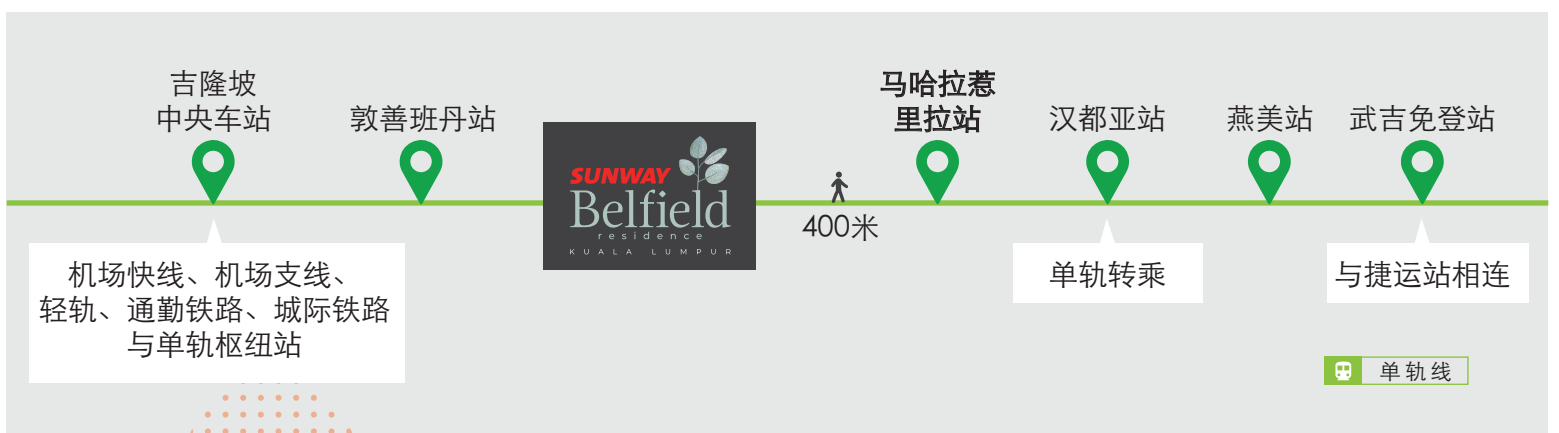 吉隆坡
中央车站
敦善班丹站
SUNWAY
Belfield
residence
KUALA LUMPUR
400米
马哈拉惹
里拉站
汉都亚站
燕美站
武吉免登站
机场快线、机场支线、
轻轨、通勤铁路、城际铁路
与单轨枢纽站
单轨转乘
与捷运站相连
单轨线